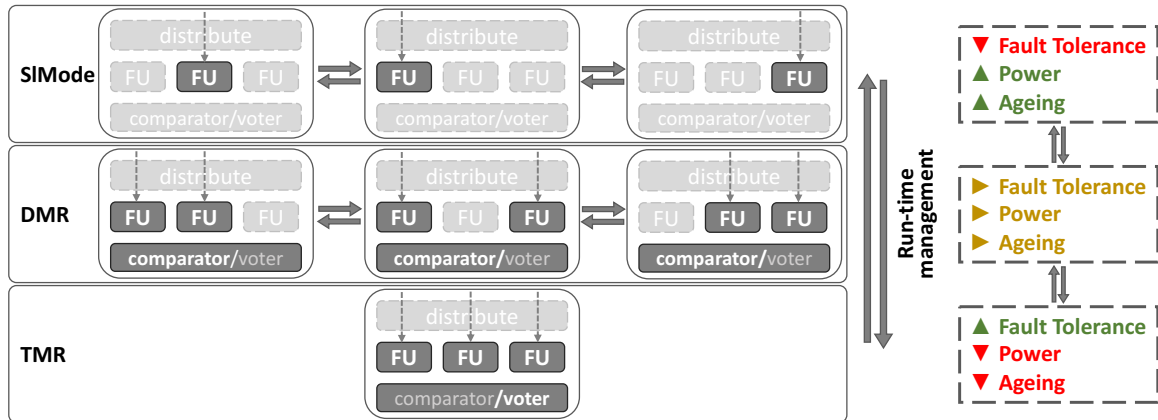 SlMode
distribute
FU FU FU
comparator/voter
distribute
FU FU FU
comparator/voter
distribute
FU FU FU
comparator/voter
DMR
distribute
FU FU FU
comparator/voter
distribute
FU FU FU
comparator/voter
distribute
FU FU FU
comparator/voter
TMR
distribute
FU FU FU
comparator/voter
Run-time
management
▼ Fault Tolerance
▲ Power
▲ Ageing
► Fault Tolerance
► Power
► Ageing
▲ Fault Tolerance
▼ Power
▼ Ageing